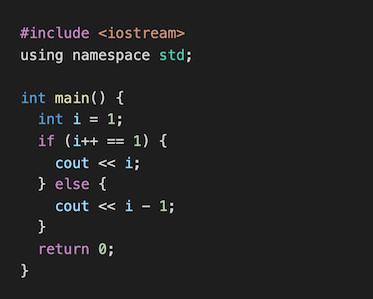 #include <iostream>
using namespace std;

int main() {
  int i = 1;
  if (i++ == 1) {
    cout << i;
  } else {
    cout << i - 1;
  }
  return 0;
}